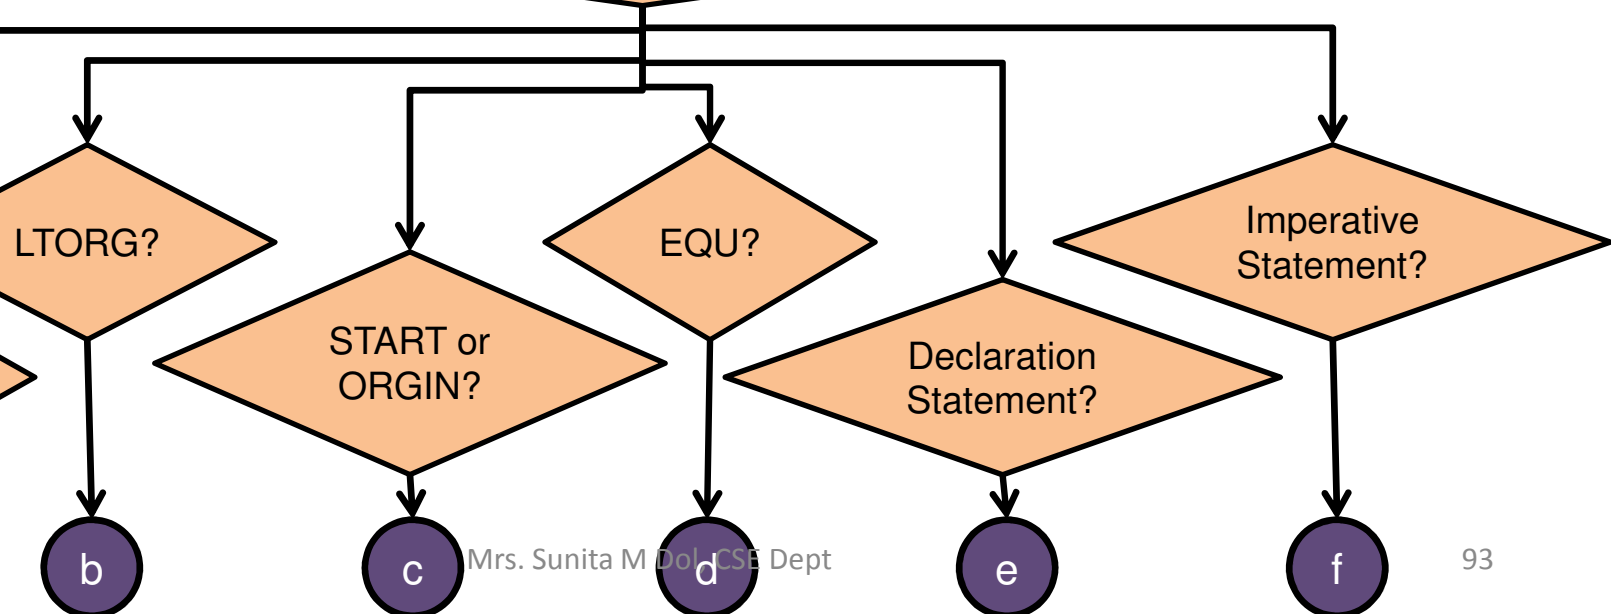 LTORG?
START or
ORGIN?
EQU?
Declaration
Statement?
Imperative
Statement?
b
c
d
e
f
Mrs. Sunita M Dol, CSE Dept
93